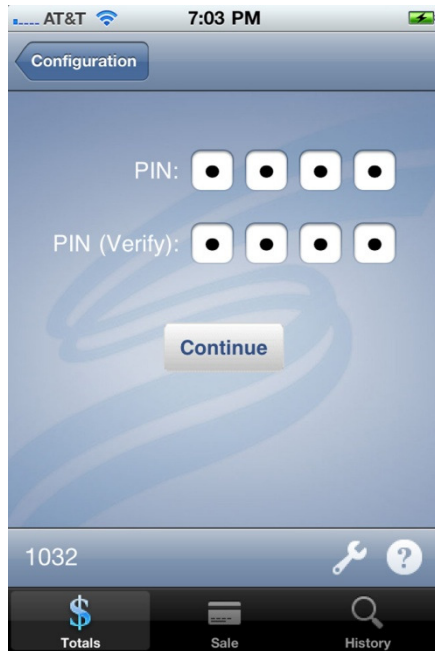 AT&T 7:03 PM
Configuration
PIN:
PIN (Verify):
Continue
1032 ?
$
Totals Sale History